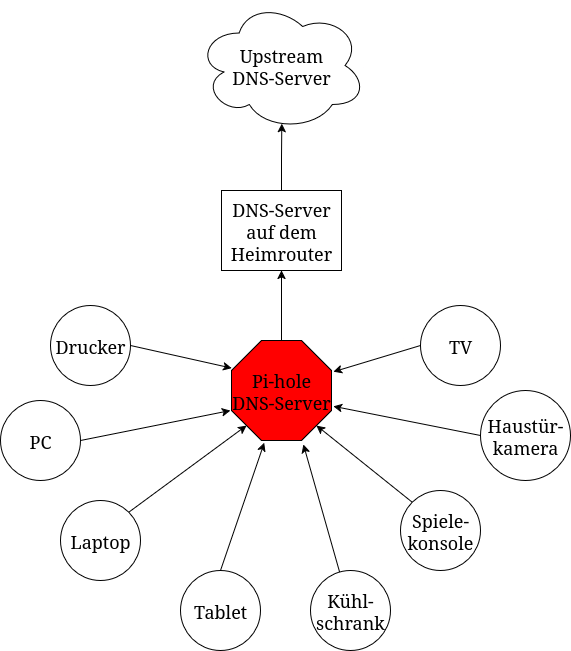 Upstream
DNS-Server
DNS-Server
auf dem
Heimrouter
Drucker
TV
Pi-hole
DNS-Server
PC
Haustür-
kamera
Laptop
Spiele-
konsole
Tablet
Kühl-
schrank